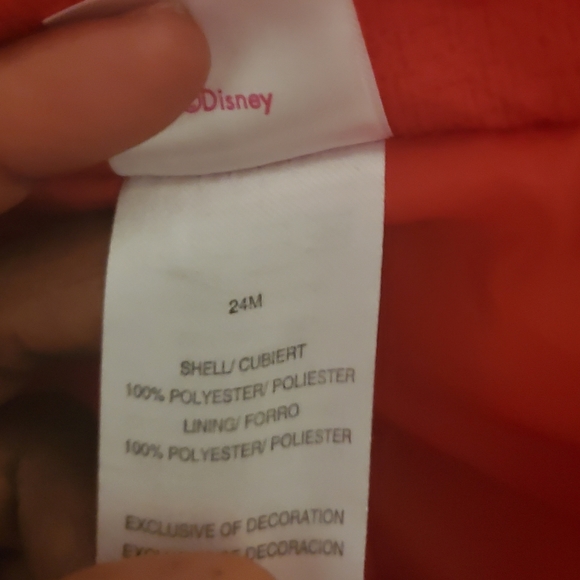 ©Disney
24M
SHELL/ CUBIERT
100% POLYESTER/ POLIESTER
LINING/ FORRO
100% POLYESTER/ POLIESTER
EXCLUSIVE OF DECORATION
DECORACION